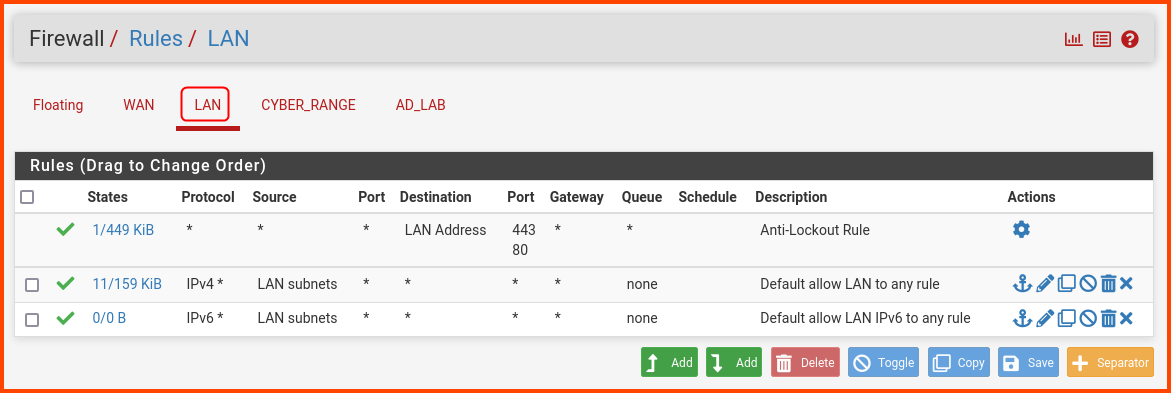 Firewall / Rules / LAN
Floating WAN LAN CYBER_RANGE AD_LAB
Rules (Drag to Change Order)
States Protocol Source Port Destination Port Gateway Queue Schedule Description Actions
1/449 KiB * * * LAN Address 443 * * Anti-Lockout Rule
80
11/159 KiB IPv4 * LAN subnets * * * * none Default allow LAN to any rule
0/0 B IPv6 * LAN subnets * * * * none Default allow LAN IPv6 to any rule
Add Add Delete Toggle Copy Save Separator